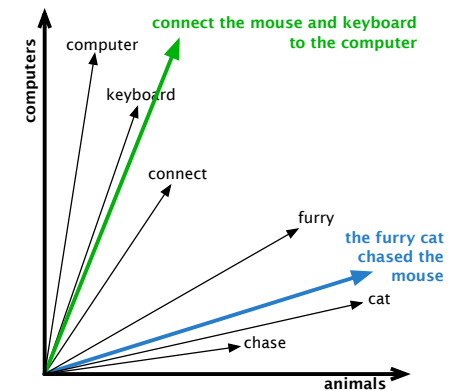 connect the mouse and keyboard
to the computer
computer
computers
keyboard
connect
furry
the furry cat
chased the
mouse
cat
chase
animals